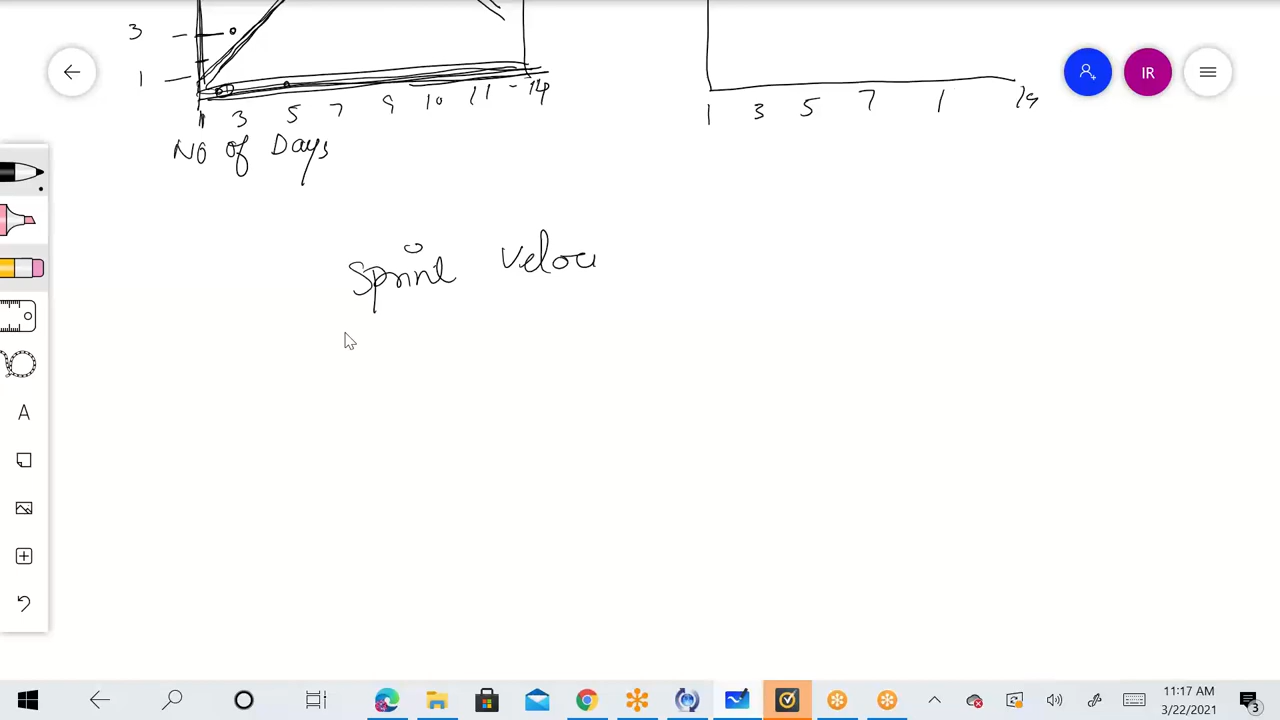 3
IR
1
1 3 5 7 9 10 11 - 14
1 3 5 7 1
No of Days
Sprint Veloci
A
11:17 AM
3/22/2021
3